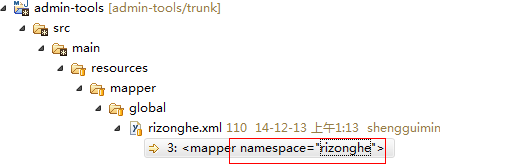 admin-tools [admin-tools/trunk]
src
main
resources
mapper
global
rizonghe.xml 110 14-12-13 上午1:13 shengguimin
3: <mapper namespace="rizonghe">